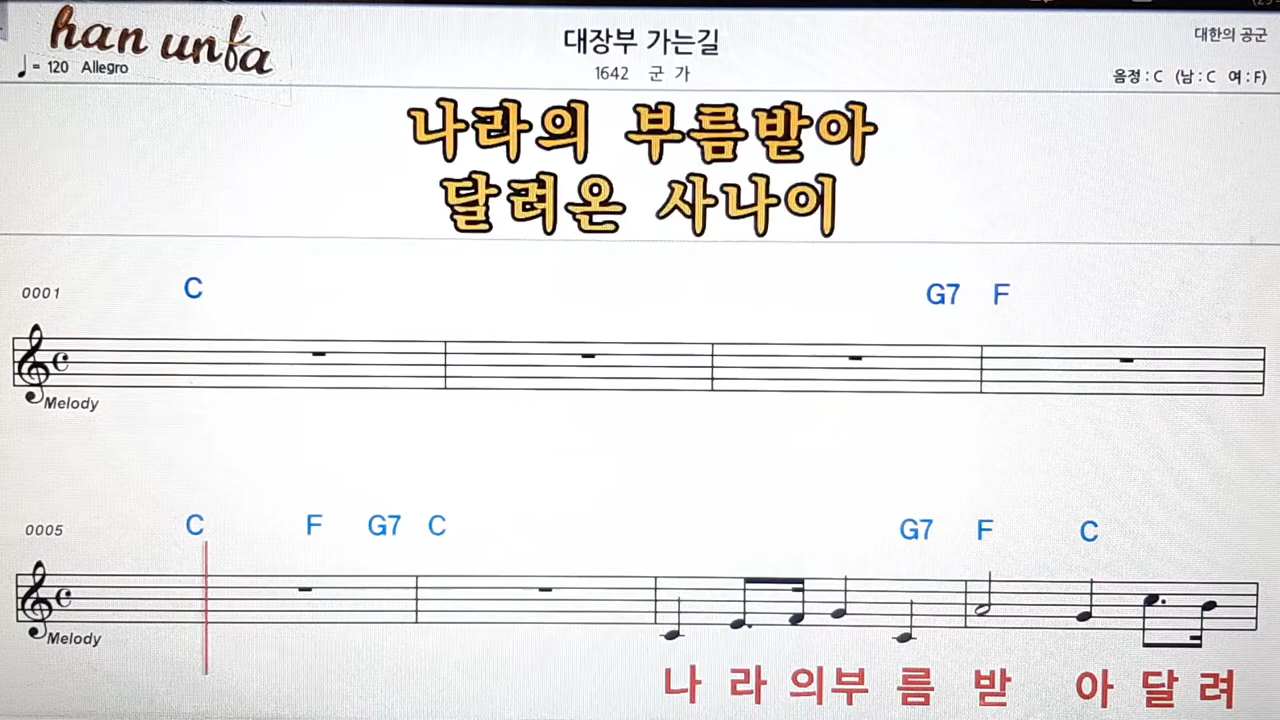 han unfa
♩= 120 Allegro
대장부 가는길
1642 군 가
대한의 공군
음정 : C (남 : C 여 : F)
나라의 부름받아
달려온 사나이
0001 C G7 F
Melody
0005 C F G7 C G7 F C
Melody
나 라 의부 름 받 아 달 려